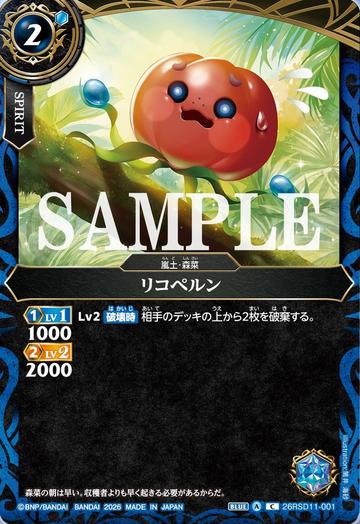 2
SPIRIT
SAMPLE
嵐土・森菜
リコペルン
1 LV1
1000
Lv2 破壊時 相手のデッキの上から2枚を破棄する。
2 LV2
2000
森菜の朝は早い。収穫者よりも早く起きる必要があるからだ。
©BNP/BANDAI BANDAI 2026 MADE IN JAPAN
BLUE A C 26RSD11-001